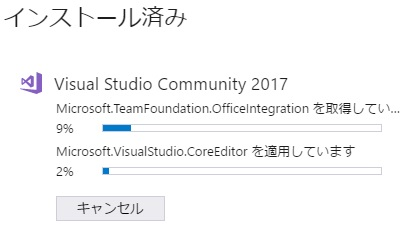 インストール済み
Visual Studio Community 2017
Microsoft.TeamFoundation.OfficeIntegration を取得してい...
9%
Microsoft.VisualStudio.CoreEditor を適用しています
2%
キャンセル